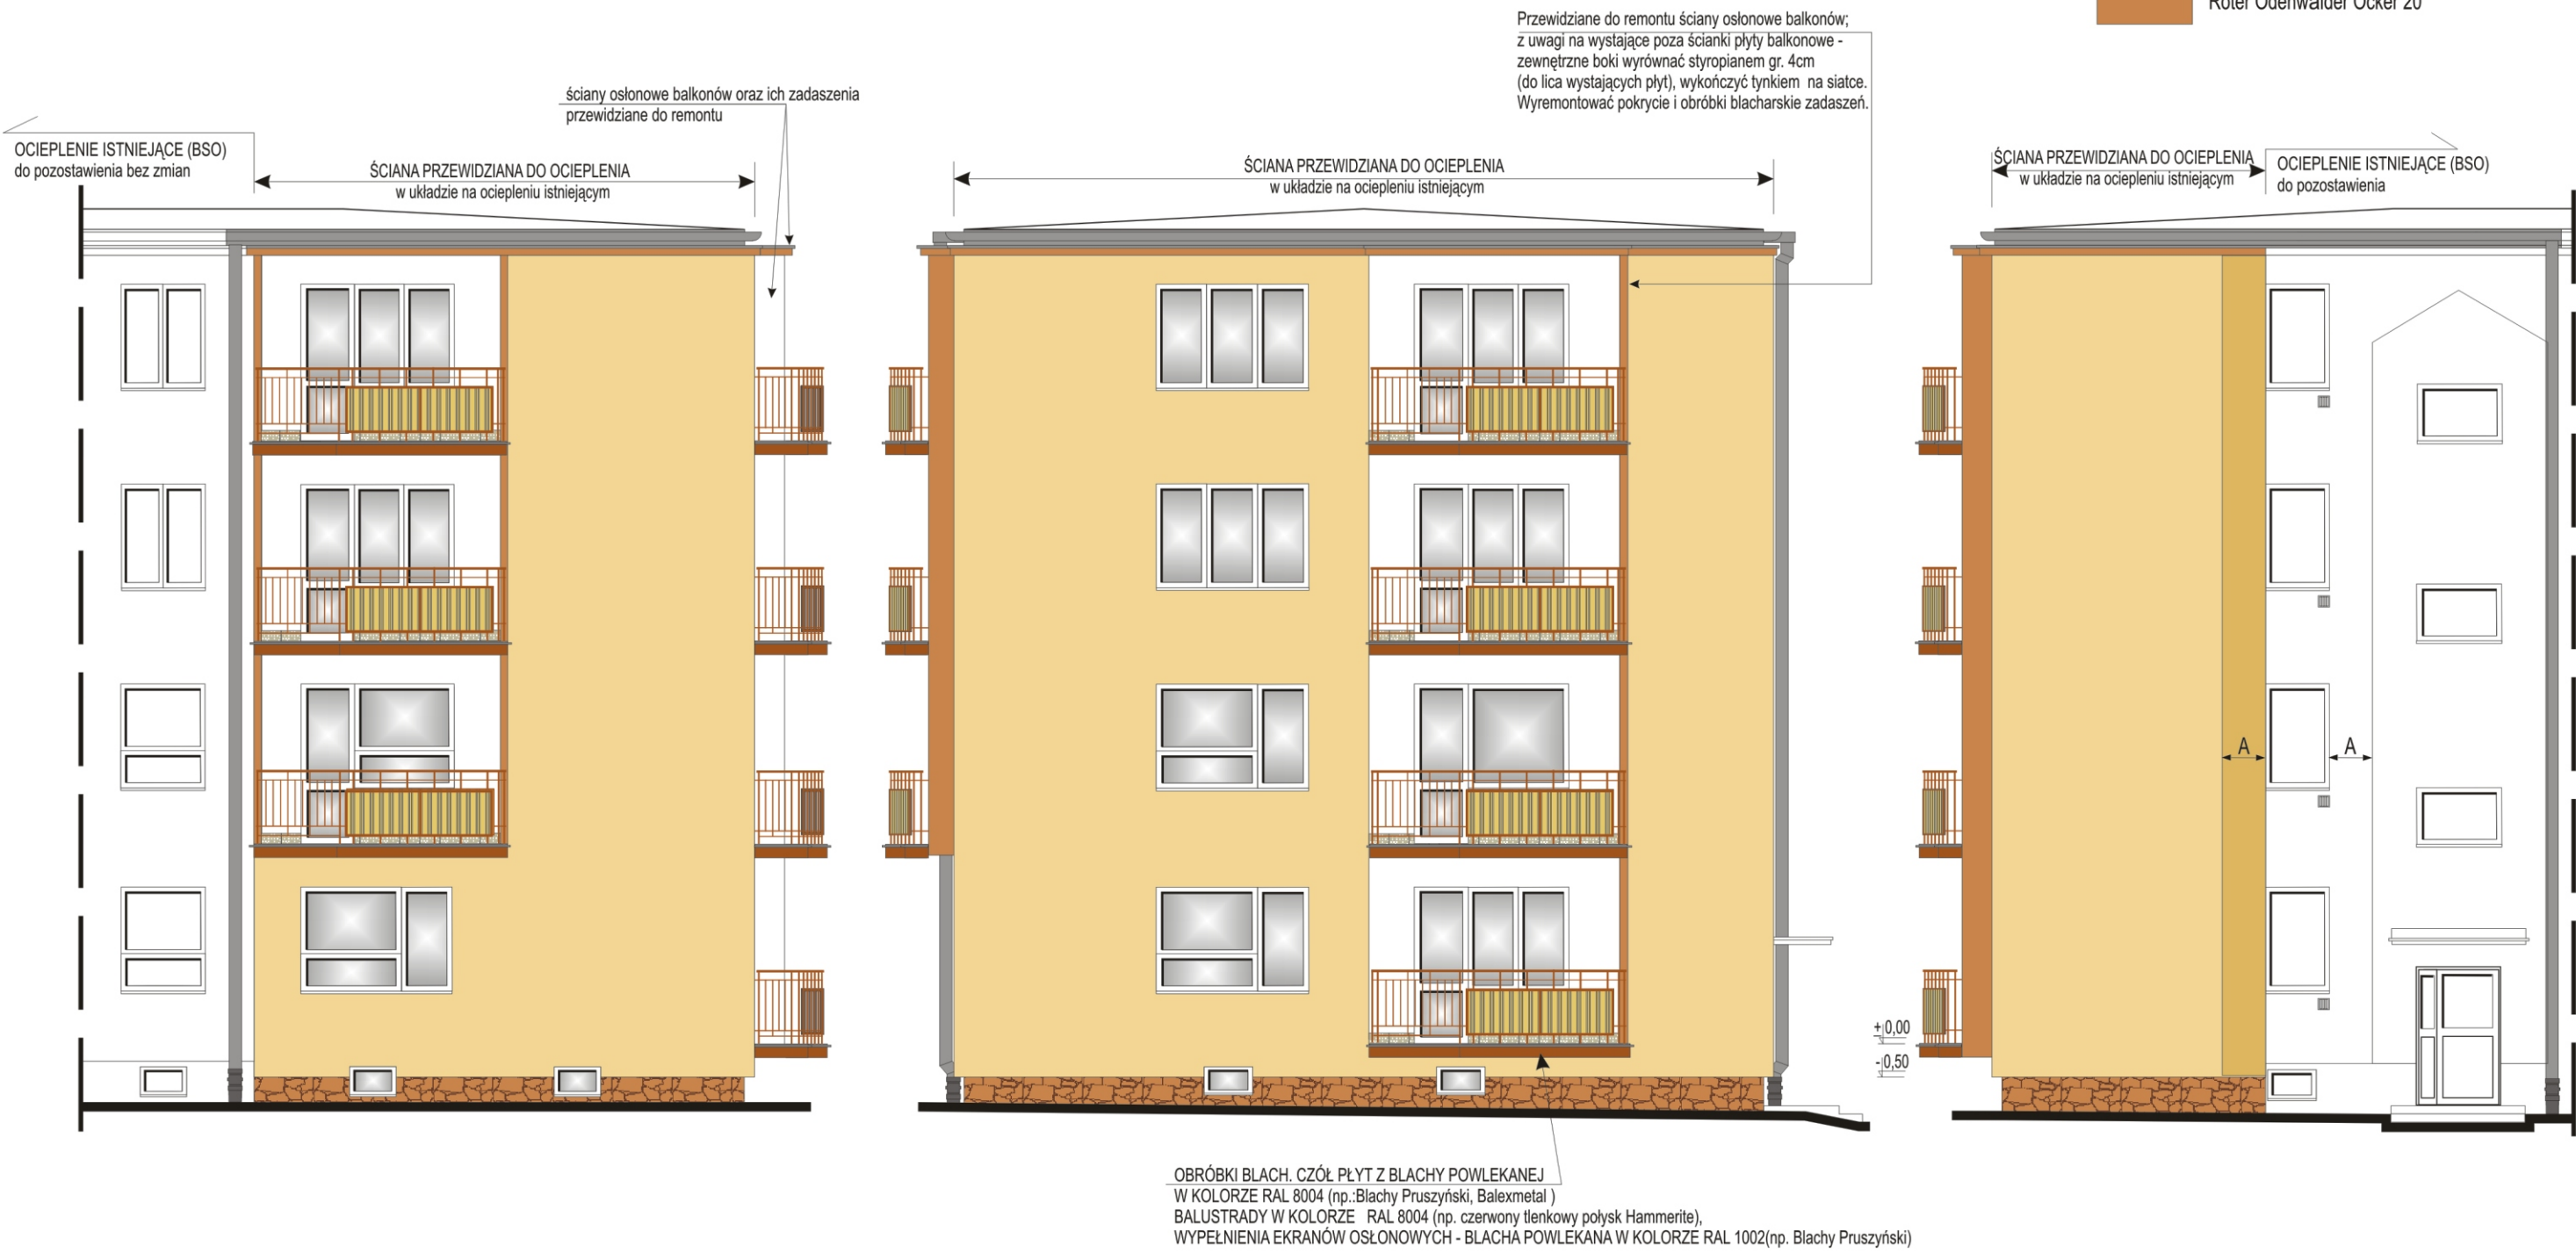 Roter Odenwälder Ocker 20
Przewidziane do remontu ściany osłonowe balkonów;
z uwagi na wystające poza ścianki płyty balkonowe -
zewnętrzne boki wyrównać styropianem gr. 4cm
(do lica wystających płyt), wykończyć tynkiem na siatce.
Wyremontować pokrycie i obróbki blacharskie zadaszeń.
ściany osłonowe balkonów oraz ich zadaszenia
przewidziane do remontu
OCIEPLENIE ISTNIEJĄCE (BSO)
do pozostawienia bez zmian
ŚCIANA PRZEWIDZIANA DO OCIEPLENIA
w układzie na ociepleniu istniejącym
ŚCIANA PRZEWIDZIANA DO OCIEPLENIA
w układzie na ociepleniu istniejącym
ŚCIANA PRZEWIDZIANA DO OCIEPLENIA
w układzie na ociepleniu istniejącym
OCIEPLENIE ISTNIEJĄCE (BSO)
do pozostawienia
A
A
+0,00
-0,50
OBRÓBKI BLACH. CZÓŁ PŁYT Z BLACHY POWLEKANEJ
W KOLORZE RAL 8004 (np.:Blachy Pruszyński, Balexmetal )
BALUSTRADY W KOLORZE RAL 8004 (np. czerwony tlenkowy połysk Hammerite),
WYPEŁNIENIA EKRANÓW OSŁONOWYCH - BLACHA POWLEKANA W KOLORZE RAL 1002(np. Blachy Pruszyński)